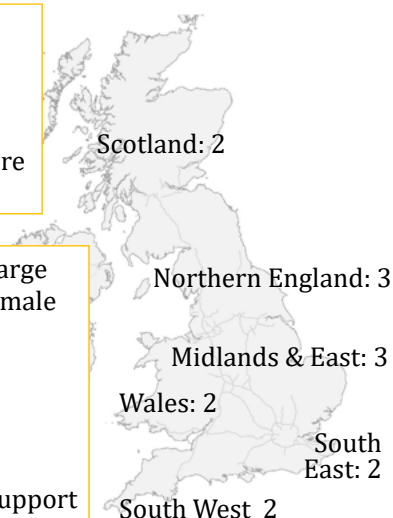 re
Scotland: 2
arge
male
Northern England: 3
Midlands & East: 3
Wales: 2
South
East: 2
upport
South West 2